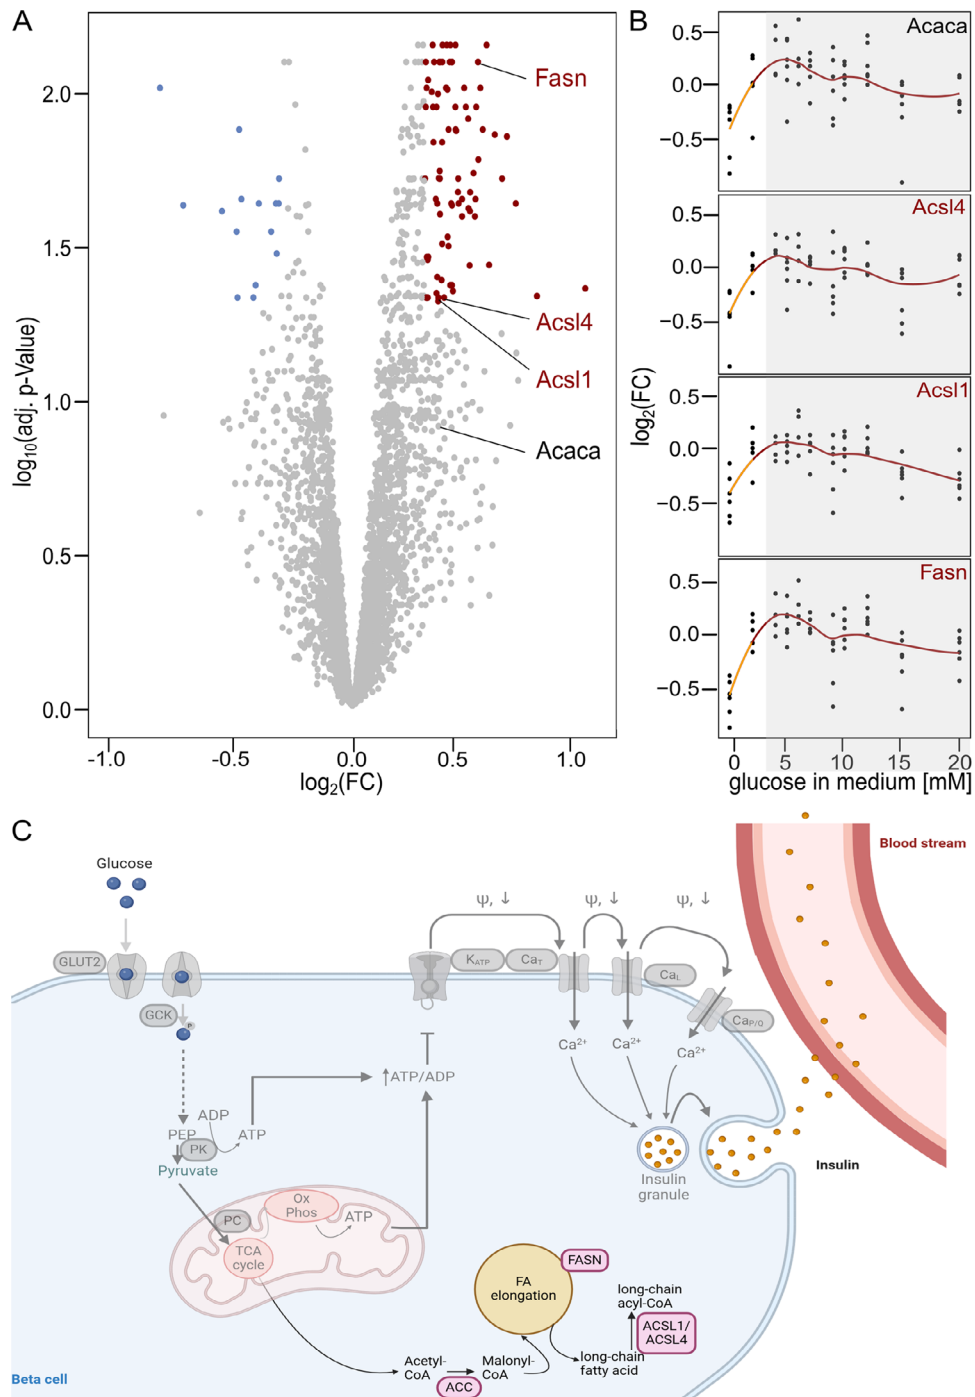 A
B
2.0
1.5
1.0
0.5
0.0
log10(adj. p-Value)
Fasn
Acsl4
Acsl1
Acaca
-1.0
-0.5
0.0
0.5
1.0
log2(FC)
Acaca
0.5
0.0
−0.5
Acsl4
0.5
0.0
−0.5
log2(FC)
Acsl1
0.5
0.0
−0.5
Fasn
0.5
0.0
−0.5
0
5
10
15
20
glucose in medium [mM]
C
Glucose
Blood stream
ψ, ↓
ψ, ↓
ψ, ↓
GLUT2
KATP
CaT
CaL
CaP/Q
GCK
P
Ca2+
Ca2+
Ca2+
↑ATP/ADP
ADP
PEP
ATP
PK
Pyruvate
Insulin
granule
Insulin
PC
Ox
Phos
ATP
TCA
cycle
FASN
FA
elongation
long-chain
acyl-CoA
ACSL1/
ACSL4
Acetyl-
CoA
Malonyl-
CoA
long-chain
fatty acid
ACC
Beta cell